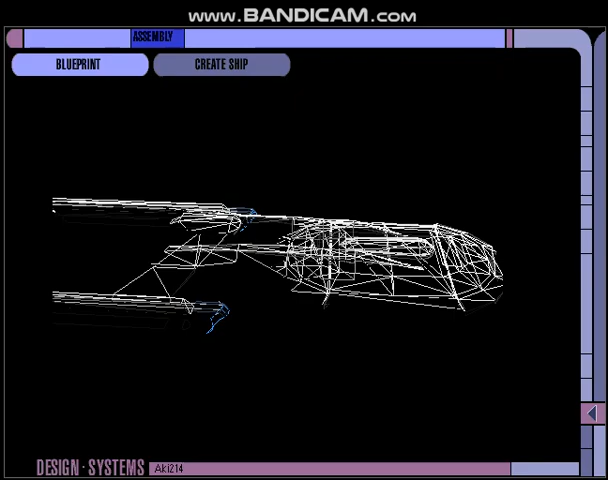 www.BANDICAM.com
ASSEMBLY
BLUEPRINT
CREATE SHIP
DESIGN·SYSTEMS
Aki214